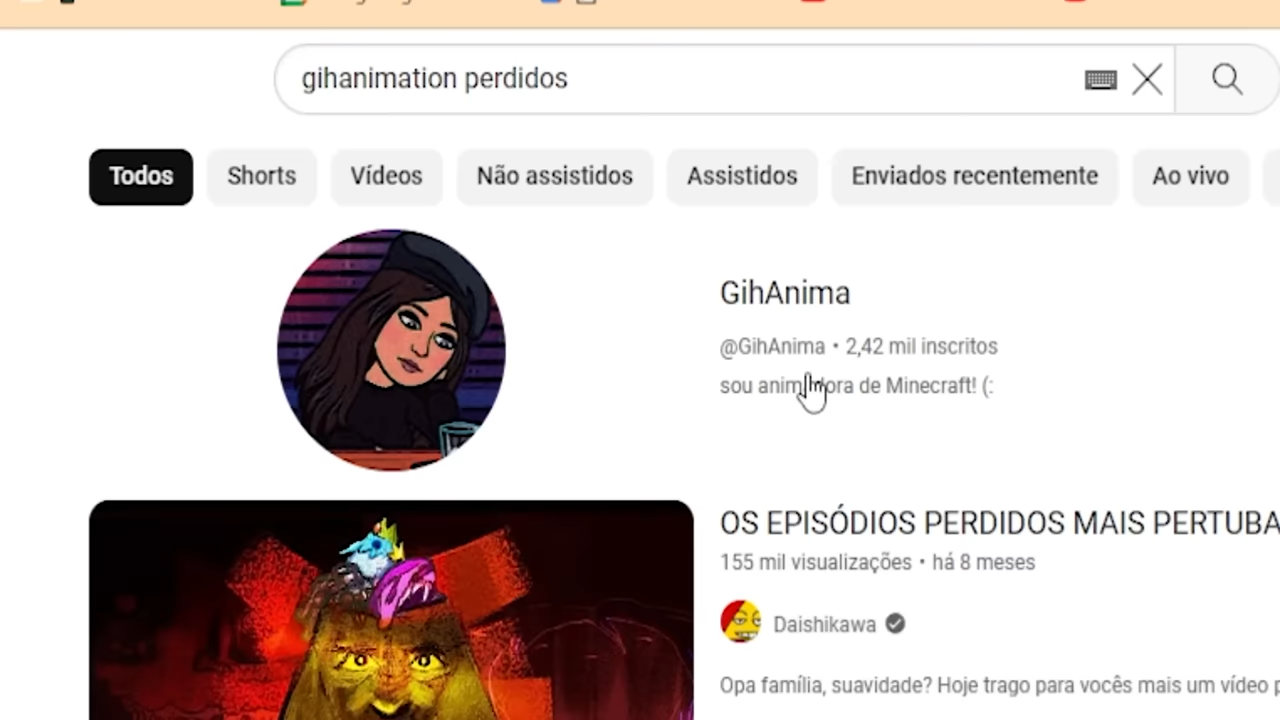 gihanimation perdidos
Todos Shorts Vídeos Não assistidos Assistidos Enviados recentemente Ao vivo
GihAnima
@GihAnima • 2,42 mil inscritos
sou animadora de Minecraft! (:
OS EPISÓDIOS PERDIDOS MAIS PERTUBA
155 mil visualizações • há 8 meses
Daishikawa
Opa família, suavidade? Hoje trago para vocês mais um vídeo p